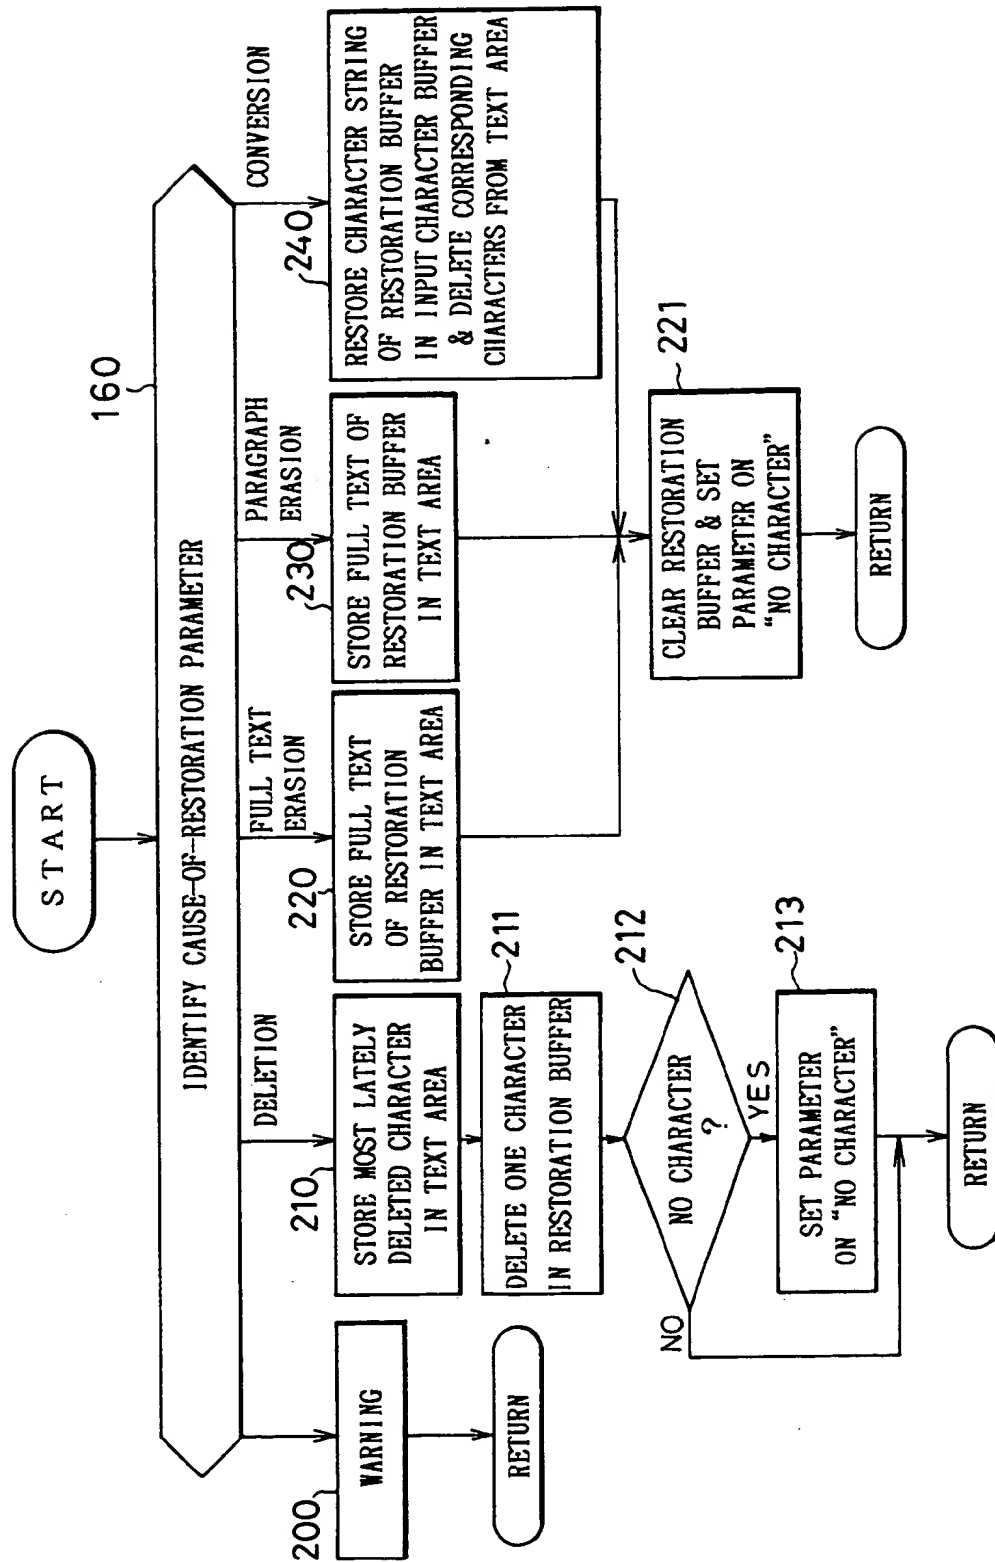 START
160
IDENTIFY CAUSE-OF-RESTORATION PARAMETER
200
WARNING
RETURN
DELETION
210
STORE MOST LATELY
DELETED CHARACTER
IN TEXT AREA
211
DELETE ONE CHARACTER
IN RESTORATION BUFFER
212
NO CHARACTER
?
NO
YES
213
SET PARAMETER
ON “NO CHARACTER”
RETURN
FULL TEXT
ERASION
220
STORE FULL TEXT
OF RESTORATION
BUFFER IN TEXT AREA
PARAGRAPH
ERASION
230
STORE FULL TEXT OF
RESTORATION BUFFER
IN TEXT AREA
CONVERSION
240
RESTORE CHARACTER STRING
OF RESTORATION BUFFER
IN INPUT CHARACTER BUFFER
& DELETE CORRESPONDING
CHARACTERS FROM TEXT AREA
221
CLEAR RESTORATION
BUFFER & SET
PARAMETER ON
“NO CHARACTER”
RETURN